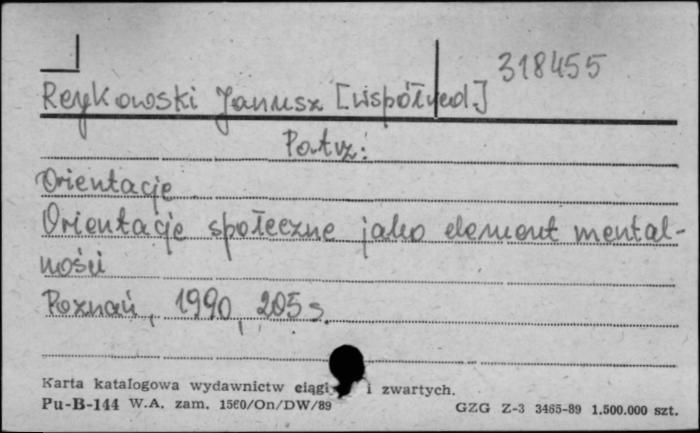 318455
Reykowski Janusz [współred.]
Patrz:
Orientacje
Orientacje społeczne jako element mental-
ności
Poznań, 1990, 205 s.
Karta katalogowa wydawnictw ciągł i zwartych.
Pu-B-144 W.A. zam. 1560/On/DW/89
GZG Z-3 3465-89 1.500.000 szt.